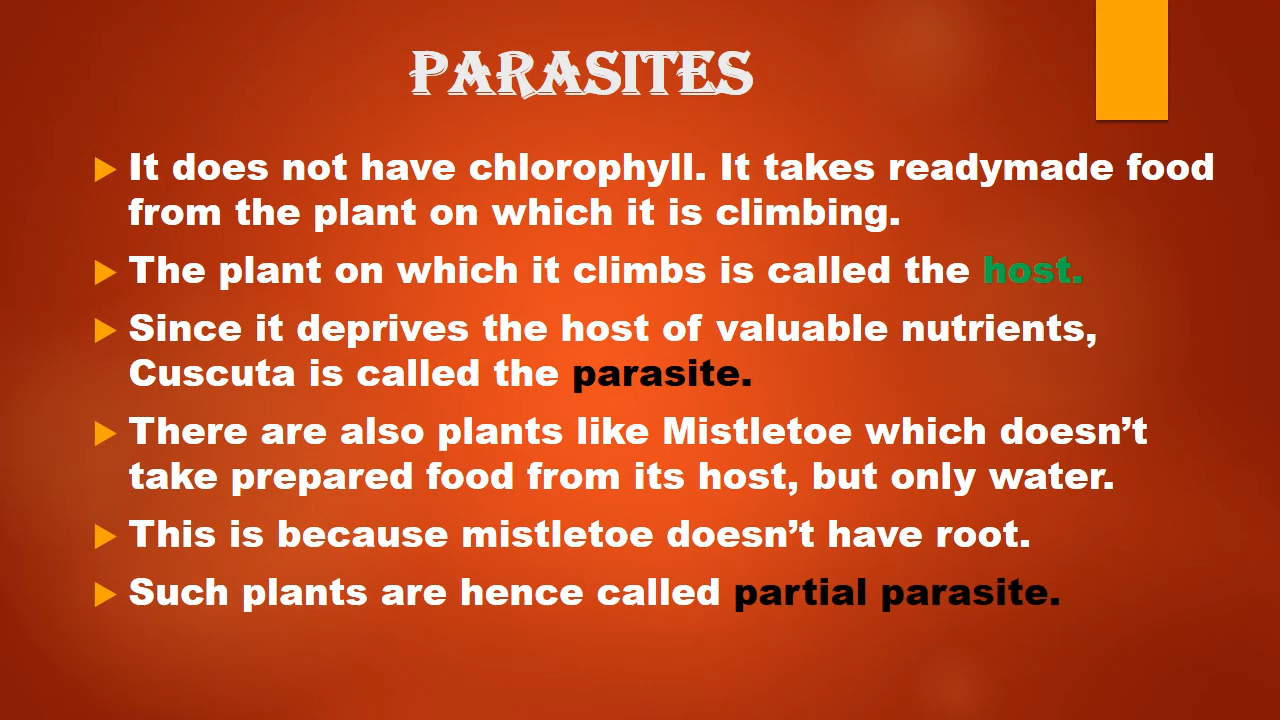 PARASITES
It does not have chlorophyll. It takes readymade food
from the plant on which it is climbing.
The plant on which it climbs is called the host.
Since it deprives the host of valuable nutrients,
Cuscuta is called the parasite.
There are also plants like Mistletoe which doesn’t
take prepared food from its host, but only water.
This is because mistletoe doesn’t have root.
Such plants are hence called partial parasite.